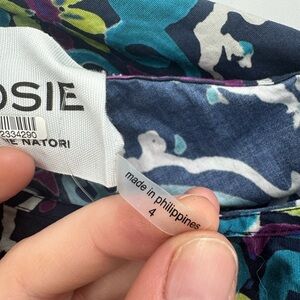 OSIE
2334290
NATORI
made in philippines
4